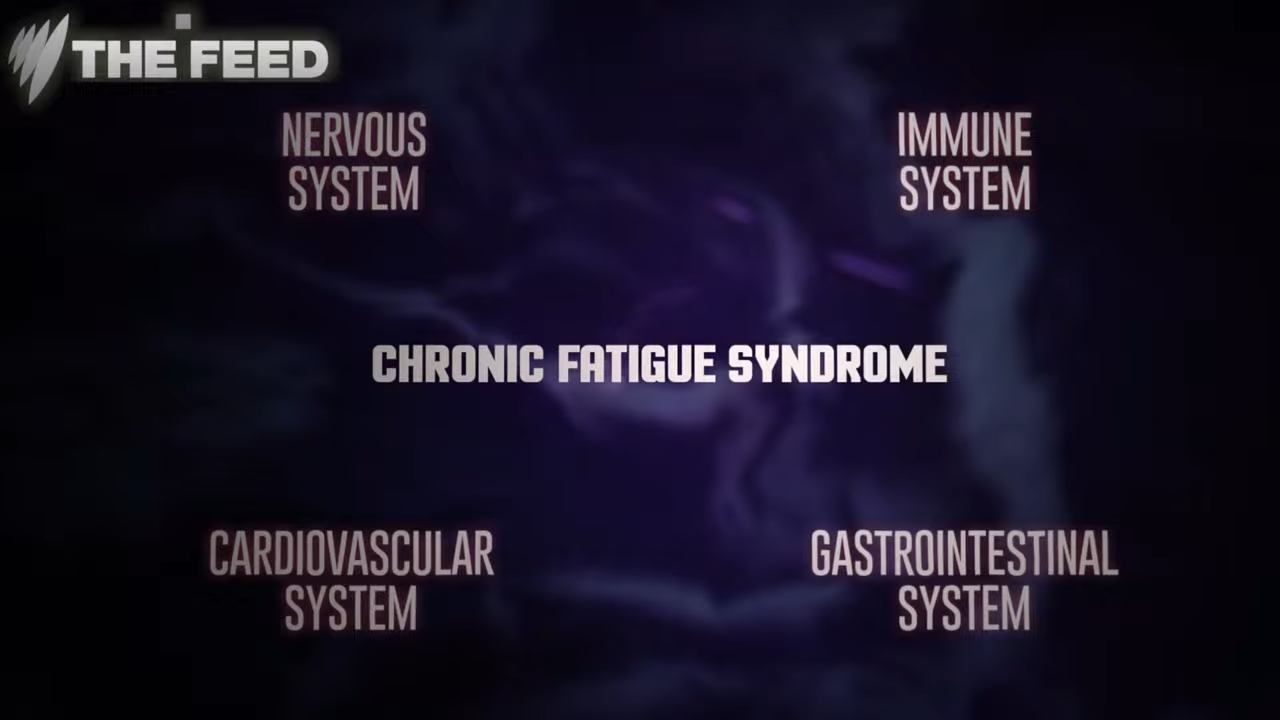 THE FEED
NERVOUS
SYSTEM
IMMUNE
SYSTEM
CHRONIC FATIGUE SYNDROME
CARDIOVASCULAR
SYSTEM
GASTROINTESTINAL
SYSTEM